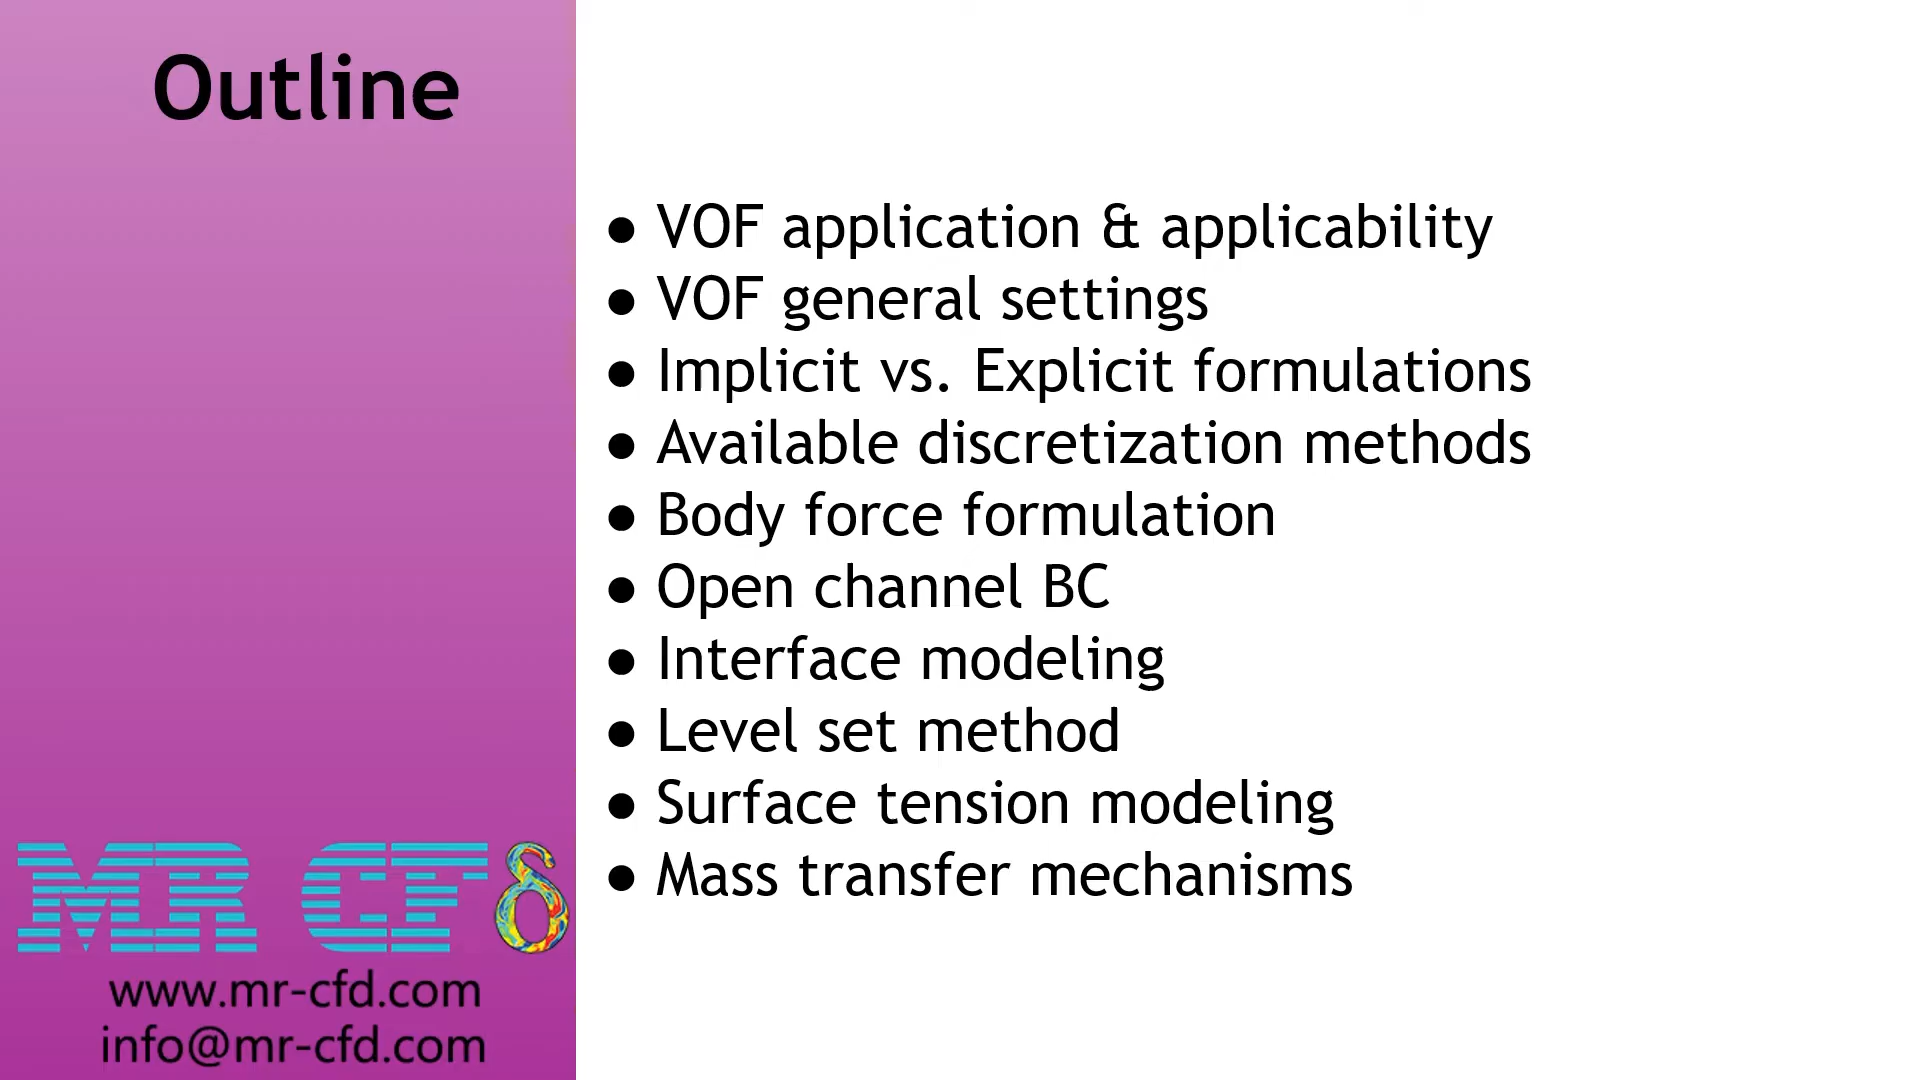 Outline
● VOF application & applicability
● VOF general settings
● Implicit vs. Explicit formulations
● Available discretization methods
● Body force formulation
● Open channel BC
● Interface modeling
● Level set method
● Surface tension modeling
● Mass transfer mechanisms
MR CFδ
www.mr-cfd.com
info@mr-cfd.com